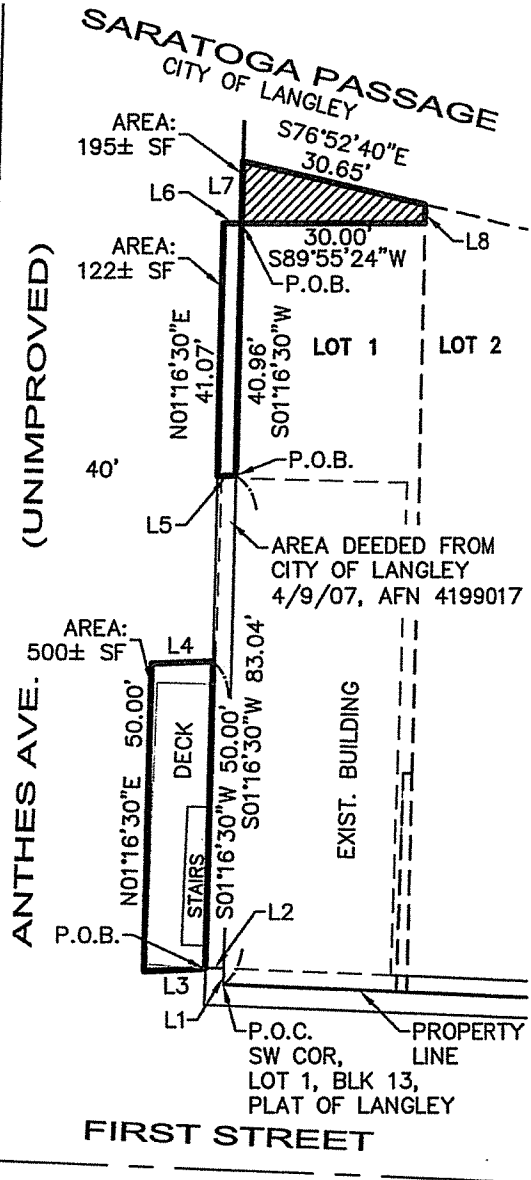 SARATOGA PASSAGE
CITY OF LANGLEY
AREA:
195± SF
S76°52'40"E
30.65'
L7
L6
L8
30.00'
S89°55'24"W
P.O.B.
AREA:
122± SF
N01°16'30"E
41.07'
40.96'
S01°16'30"W
LOT 1
LOT 2
(UNIMPROVED)
40'
P.O.B.
L5
AREA DEEDED FROM
CITY OF LANGLEY
4/9/07, AFN 4199017
AREA:
500± SF
L4
ANTHES AVE.
N01°16'30"E 50.00'
DECK
STAIRS
S01°16'30"W 50.00'
S01°16'30"W 83.04'
EXIST. BUILDING
P.O.B.
L2
L3
L1
P.O.C.
SW COR,
LOT 1, BLK 13,
PLAT OF LANGLEY
PROPERTY
LINE
FIRST STREET